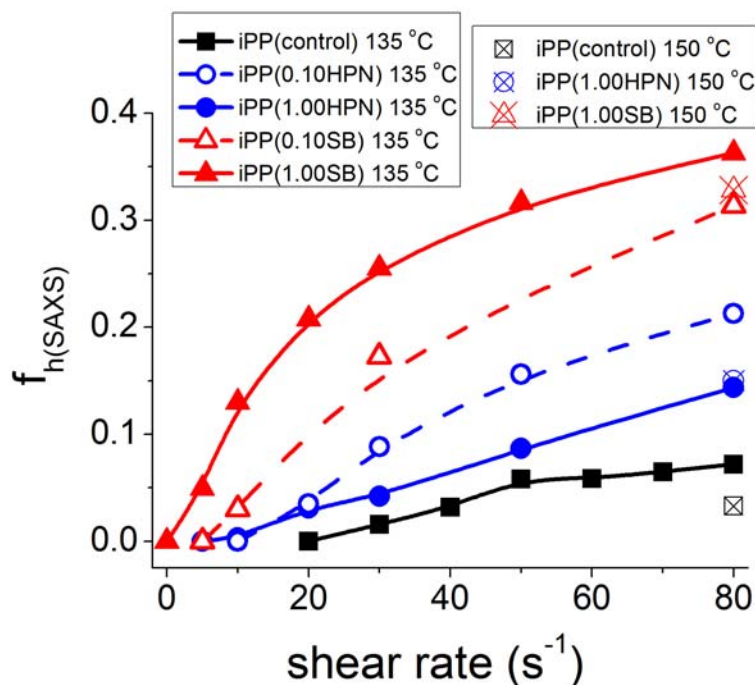 iPP(control) 135 °C
iPP(0.10HPN) 135 °C
iPP(1.00HPN) 135 °C
iPP(0.10SB) 135 °C
iPP(1.00SB) 135 °C
iPP(control) 150 °C
iPP(1.00HPN) 150 °C
iPP(1.00SB) 150 °C
0.4
0.3
0.2
0.1
0.0
f h(SAXS)
0 20 40 60 80
shear rate (s⁻¹)